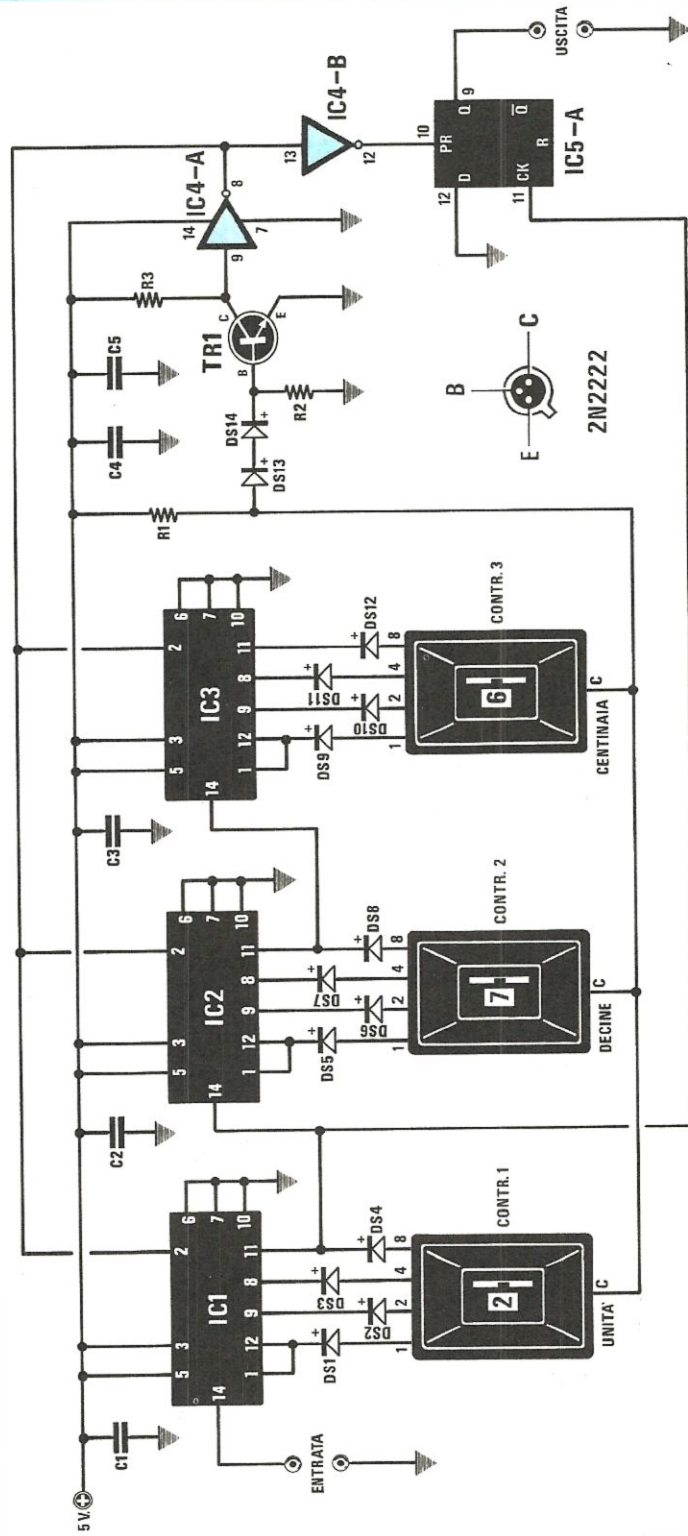 5 V.
C1
C2
C3
C4
C5
5
3
2
6
7
10
14
IC1
1
12
9
8
11
5
3
2
6
7
10
14
IC2
1
12
9
8
11
5
3
2
6
7
10
14
IC3
1
12
9
8
11
ENTRATA
DS1
DS2
DS3
DS4
1
2
4
8
CONTR. 1
2
UNITA'
C
DS5
DS6
DS7
DS8
1
2
4
8
CONTR. 2
7
DECINE
C
DS9
DS10
DS11
DS12
1
2
4
8
CONTR. 3
6
CENTINAIA
C
R1
DS13
DS14
R2
R3
TR1
B
C
E
14
9
7
8
IC4-A
13
12
IC4-B
10
12
D
PR
Q
9
CK
R
Q
11
IC5-A
USCITA
B
E
C
2N2222